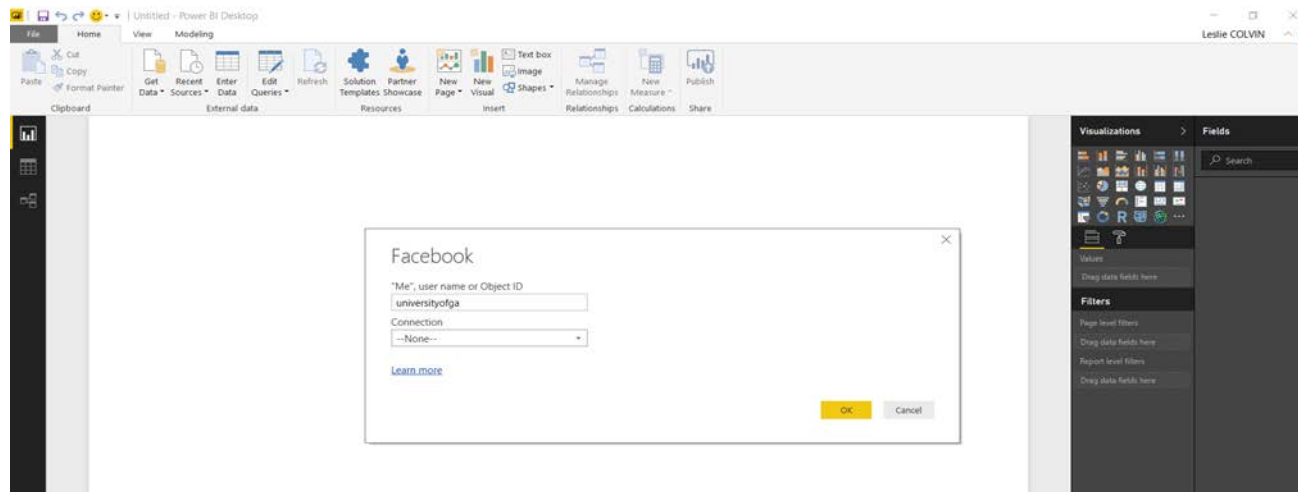 Untitled - Power BI Desktop
File Home View Modeling Leslie COLVIN
Paste
Cut
Copy
Format Painter
Clipboard
Get Data
Recent Sources
Enter Data
Edit Queries
Refresh
External data
Solution Templates
Partner Showcase
Resources
New Page
New Visual
Text box
Image
Shapes
Insert
Manage Relationships
Relationships
New Measure
Calculations
Publish
Share
Visualizations
R
Values
Drag data fields here
Filters
Page level filters
Drag data fields here
Report level filters
Drag data fields here
Fields
Search
Facebook
"Me", user name or Object ID
universityofga
Connection
--None--
Learn more
OK Cancel